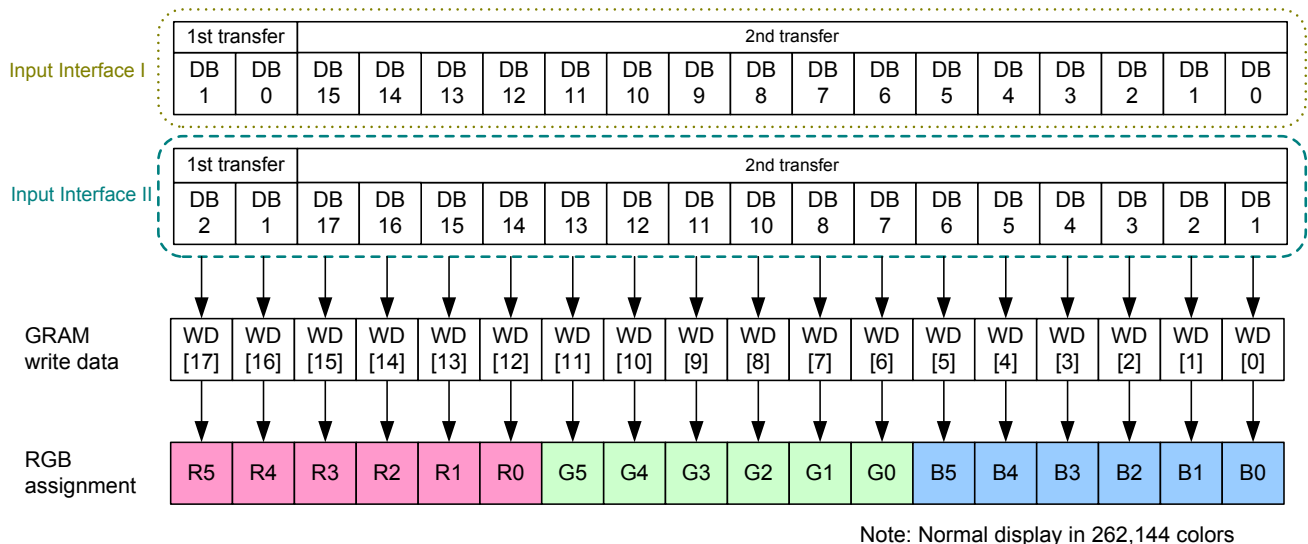 1st transfer 2nd transfer
Input Interface I
DB DB DB DB DB DB DB DB DB DB DB DB DB DB DB DB DB DB
1 0 15 14 13 12 11 10 9 8 7 6 5 4 3 2 1 0
1st transfer 2nd transfer
Input Interface II
DB DB DB DB DB DB DB DB DB DB DB DB DB DB DB DB DB DB
2 1 17 16 15 14 13 12 11 10 8 7 6 5 4 3 2 1
GRAM
write data
WD WD WD WD WD WD WD WD WD WD WD WD WD WD WD WD WD WD
[17] [16] [15] [14] [13] [12] [11] [10] [9] [8] [7] [6] [5] [4] [3] [2] [1] [0]
RGB
assignment
R5 R4 R3 R2 R1 R0 G5 G4 G3 G2 G1 G0 B5 B4 B3 B2 B1 B0
Note: Normal display in 262,144 colors